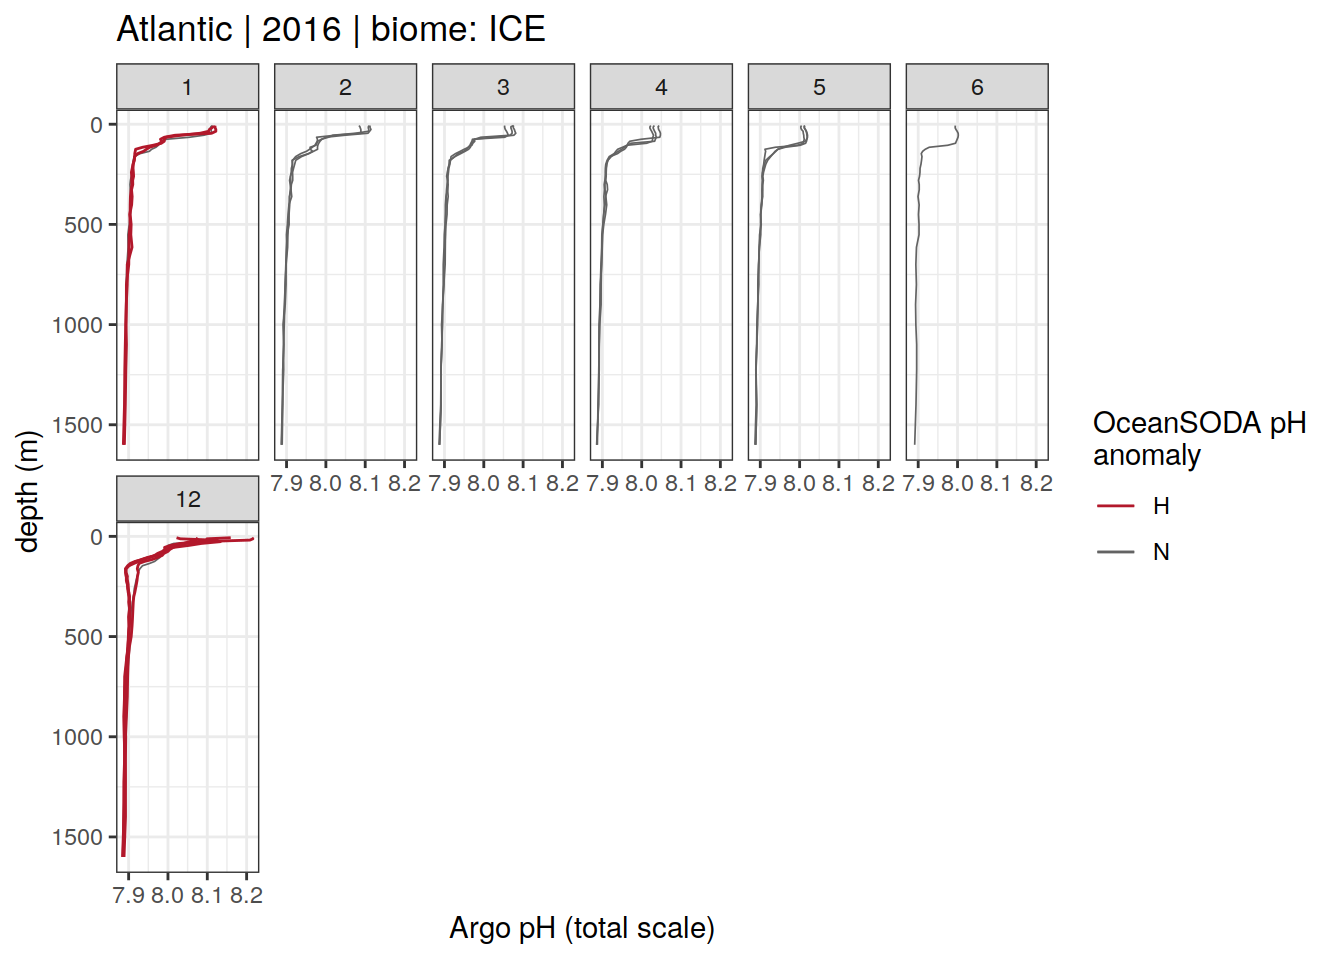 Atlantic | 2016 | biome: ICE
1 2 3 4 5 6
0
500
1000
1500
7.9 8.0 8.1 8.2 7.9 8.0 8.1 8.2 7.9 8.0 8.1 8.2 7.9 8.0 8.1 8.2 7.9 8.0 8.1 8.2
12
0
500
1000
1500
7.9 8.0 8.1 8.2
depth (m)
Argo pH (total scale)
OceanSODA pH
anomaly
H
N